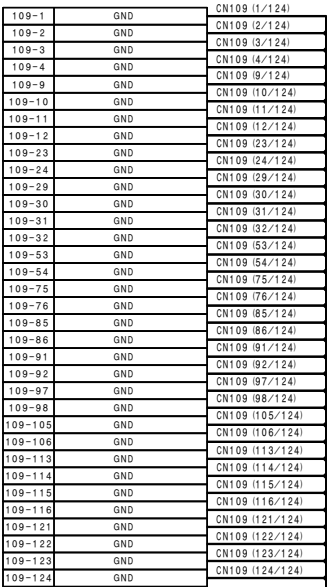 109-1 GND CN109 (1/124)
109-2 GND CN109 (2/124)
109-3 GND CN109 (3/124)
109-4 GND CN109 (4/124)
109-9 GND CN109 (9/124)
109-10 GND CN109 (10/124)
109-11 GND CN109 (11/124)
109-12 GND CN109 (12/124)
109-23 GND CN109 (23/124)
109-24 GND CN109 (24/124)
109-29 GND CN109 (29/124)
109-30 GND CN109 (30/124)
109-31 GND CN109 (31/124)
109-32 GND CN109 (32/124)
109-53 GND CN109 (53/124)
109-54 GND CN109 (54/124)
109-75 GND CN109 (75/124)
109-76 GND CN109 (76/124)
109-85 GND CN109 (85/124)
109-86 GND CN109 (86/124)
109-91 GND CN109 (91/124)
109-92 GND CN109 (92/124)
109-97 GND CN109 (97/124)
109-98 GND CN109 (98/124)
109-105 GND CN109 (105/124)
109-106 GND CN109 (106/124)
109-113 GND CN109 (113/124)
109-114 GND CN109 (114/124)
109-115 GND CN109 (115/124)
109-116 GND CN109 (116/124)
109-121 GND CN109 (121/124)
109-122 GND CN109 (122/124)
109-123 GND CN109 (123/124)
109-124 GND CN109 (124/124)